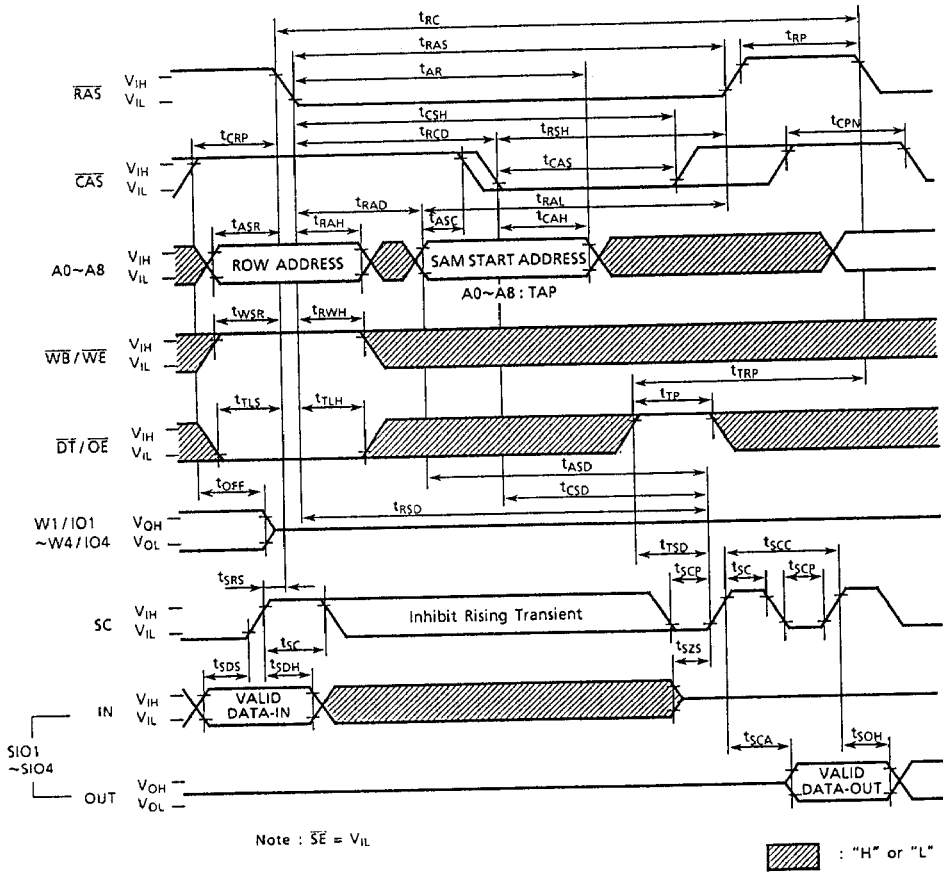 tRC
tRAS
tRP
tAR
RAS
VIH
VIL
tCSH
tCRP
tRCD
tRSH
tCPN
CAS
VIH
VIL
tCAS
tRAD
tRAL
tASR
tRAH
tASC
tCAH
A0~A8
VIH
VIL
ROW ADDRESS
SAM START ADDRESS
A0~A8 : TAP
tWSR
tRWH
WB/WE
VIH
VIL
tTRP
tTLS
tTLH
tTP
DT/OE
VIH
VIL
tASD
tOFF
tCSD
tRSD
W1/IO1
~W4/IO4
VOH
VOL
tTSD
tSCC
tSRS
tSCP
tSC
tSCP
SC
VIH
VIL
Inhibit Rising Transient
tSC
tSZS
tSDS
tSDH
IN
VIH
VIL
VALID
DATA-IN
SIO1
~SIO4
tSCA
tSOH
OUT
VOH
VOL
VALID
DATA-OUT
Note : SE = VIL
: "H" or "L"